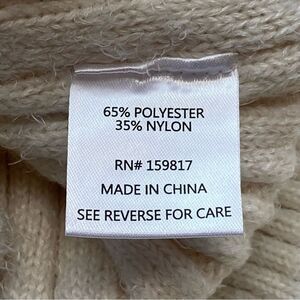 65% POLYESTER
35% NYLON
RN# 159817
MADE IN CHINA
SEE REVERSE FOR CARE